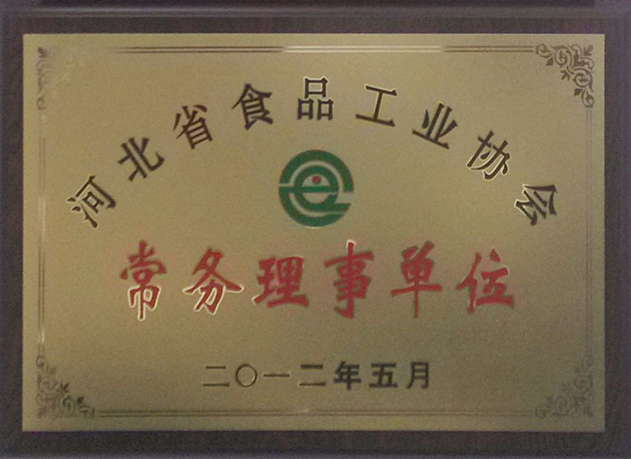 河北省食品工业协会
常务理事单位
二〇一二年五月